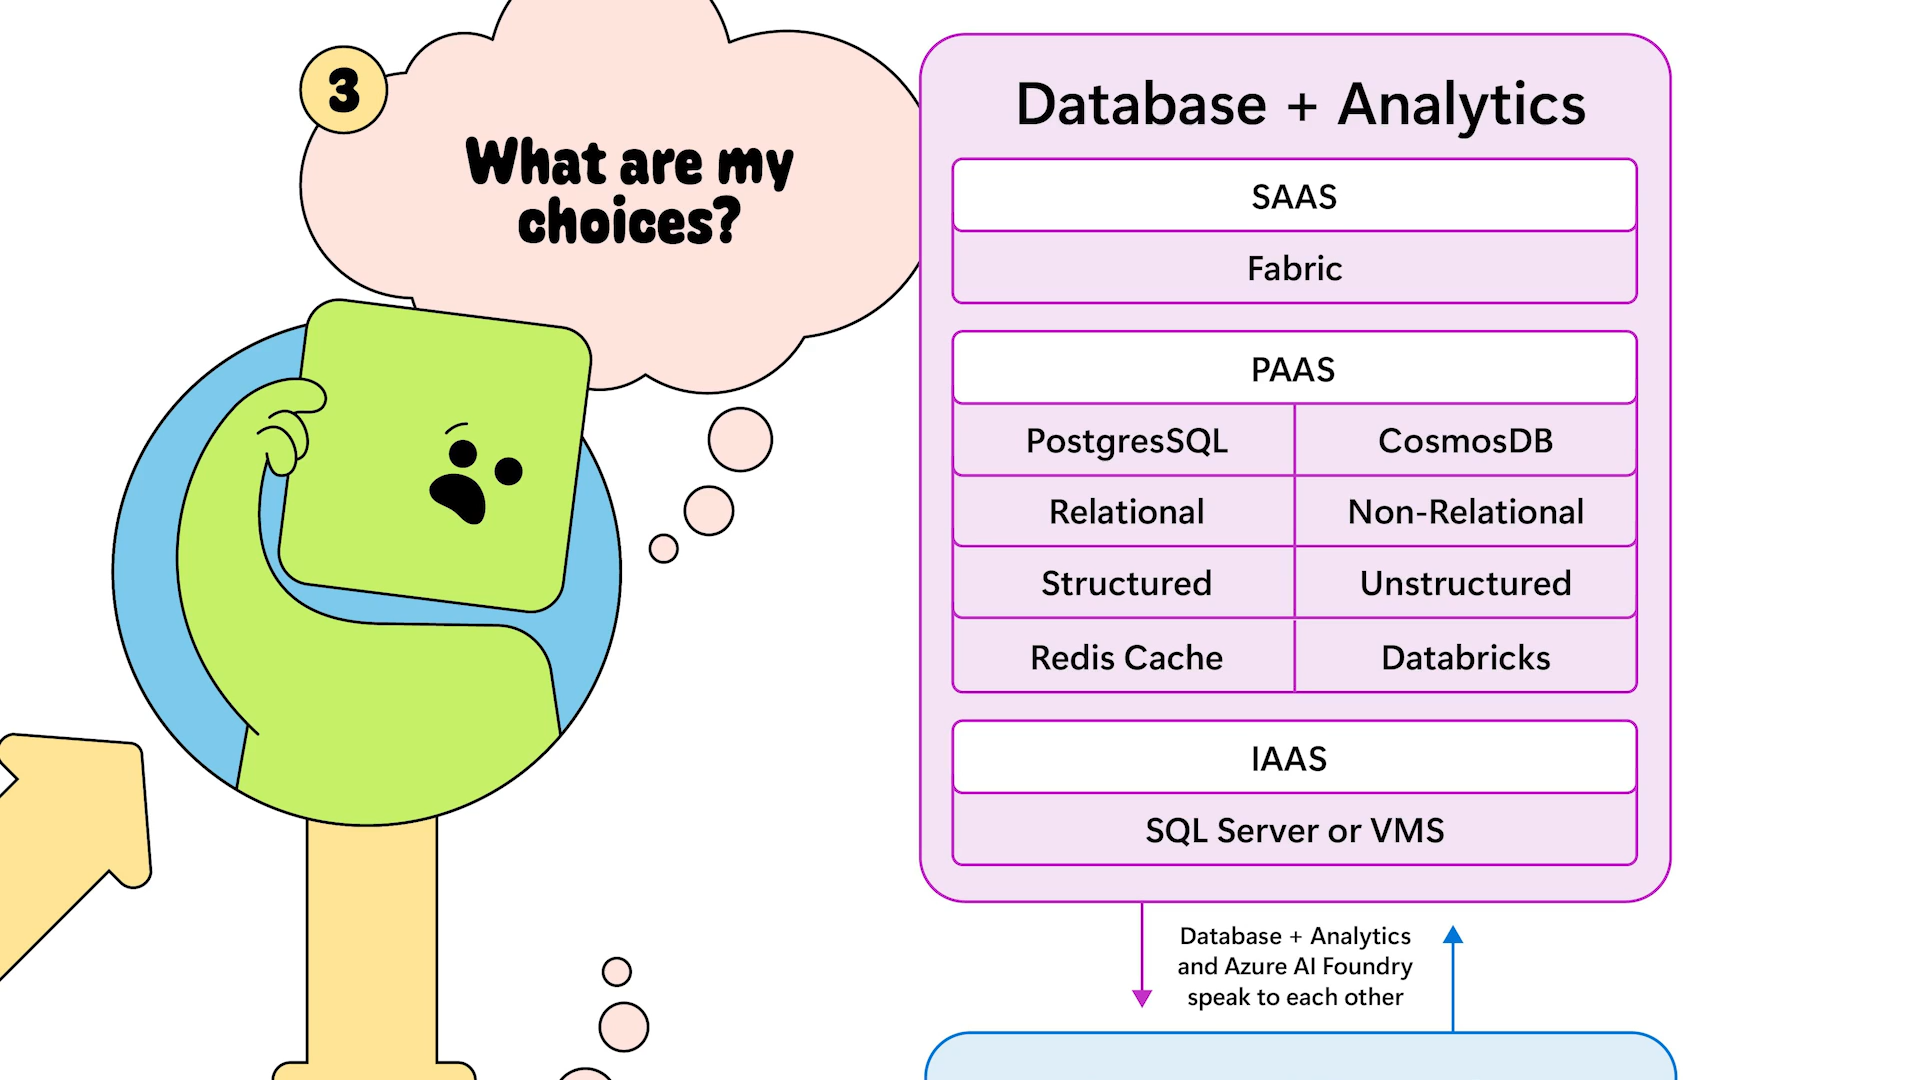 3
What are my
choices?
Database + Analytics
SAAS
Fabric
PAAS
PostgresSQL
CosmosDB
Relational
Non-Relational
Structured
Unstructured
Redis Cache
Databricks
IAAS
SQL Server or VMS
Database + Analytics
and Azure AI Foundry
speak to each other